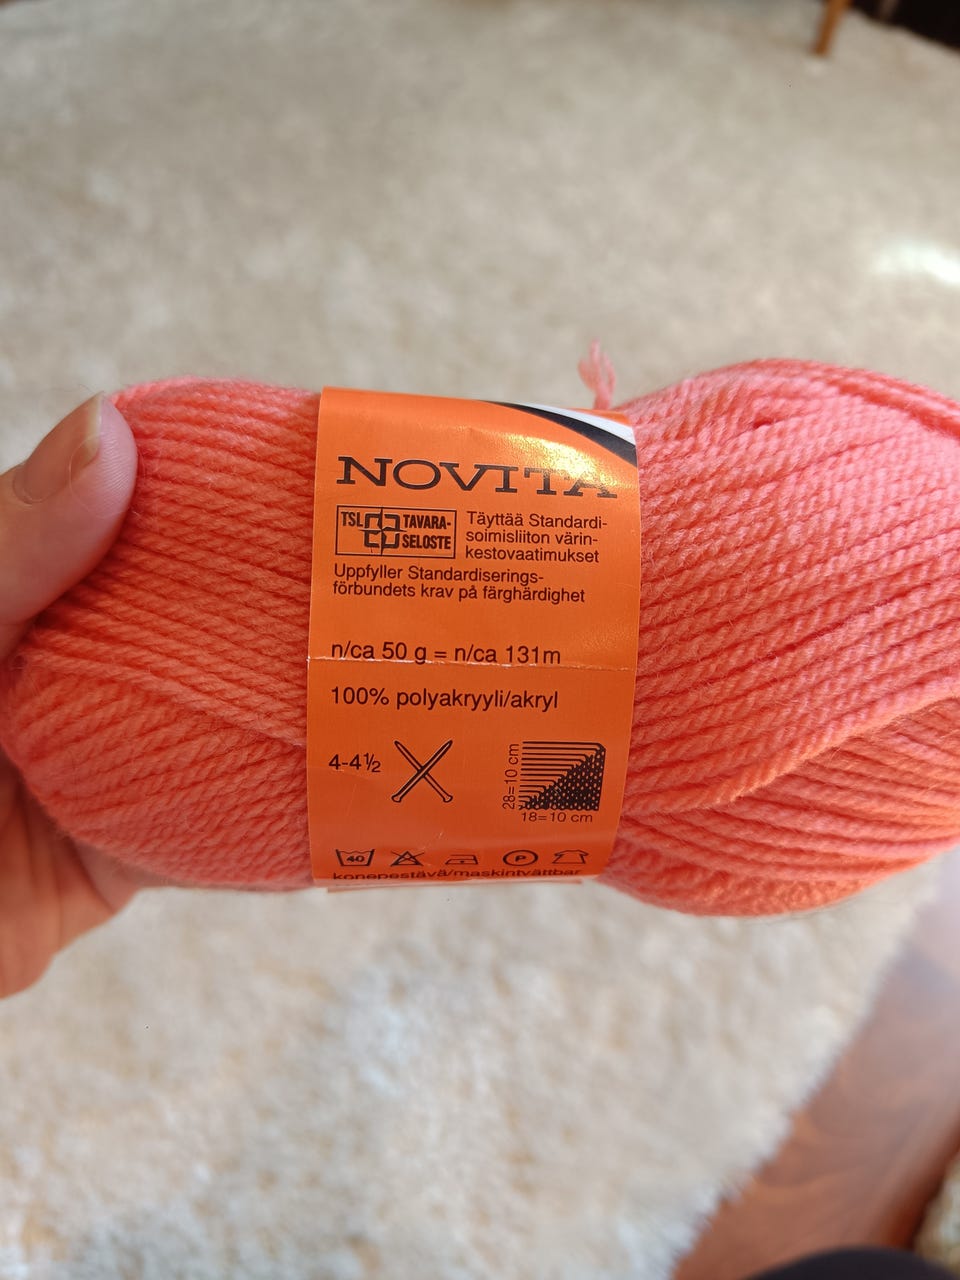 NOVITA
TSL TAVARA-
SELOSTE
Täyttää Standardi-
soimisliiton värin-
kestovaatimukset
Uppfyller Standardiserings-
förbundets krav på färghärdighet
n/ca 50 g = n/ca 131m
100% polyakryyli/akryl
4-4½
28=10 cm
18=10 cm
40
P
konepestävä/maskintvättbar